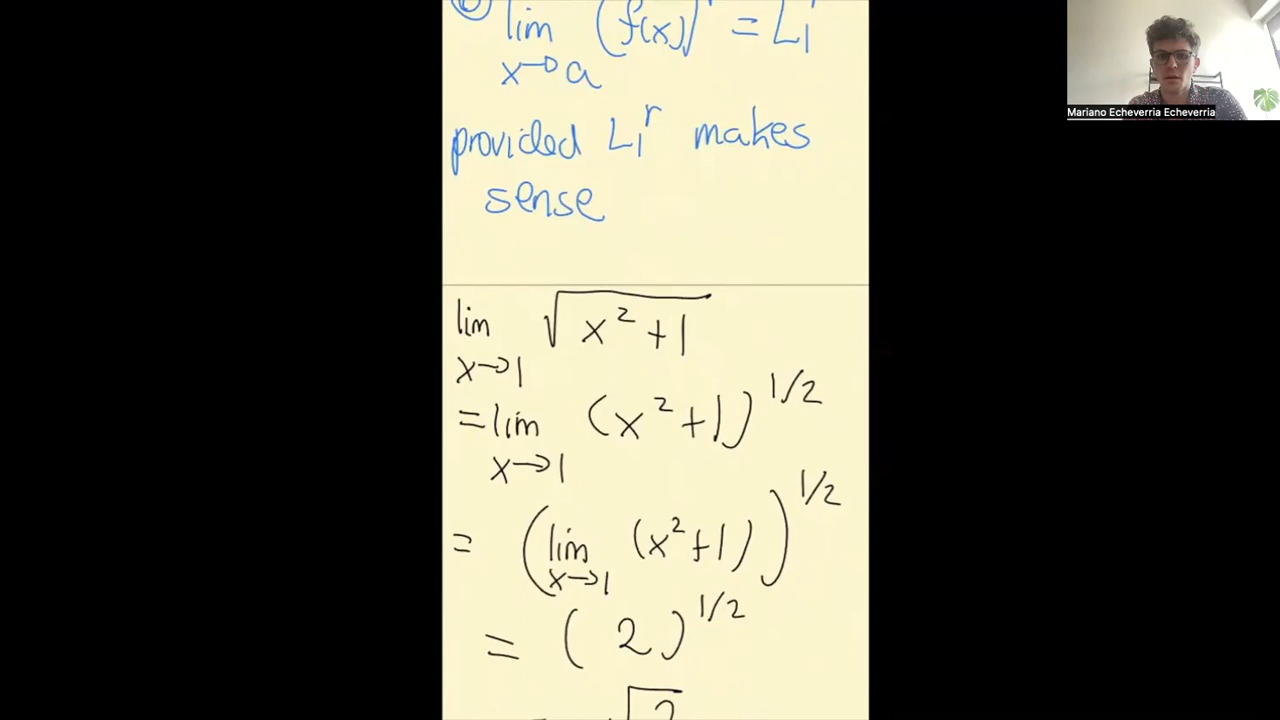 lim (f(x))^r = L₁^r
x→a
provided L₁^r makes
sense
lim √(x²+1)
x→1
= lim (x²+1)^1/2
x→1
= (lim (x²+1))^1/2
x→1
= (2)^1/2
= √2
Mariano Echeverria Echeverria